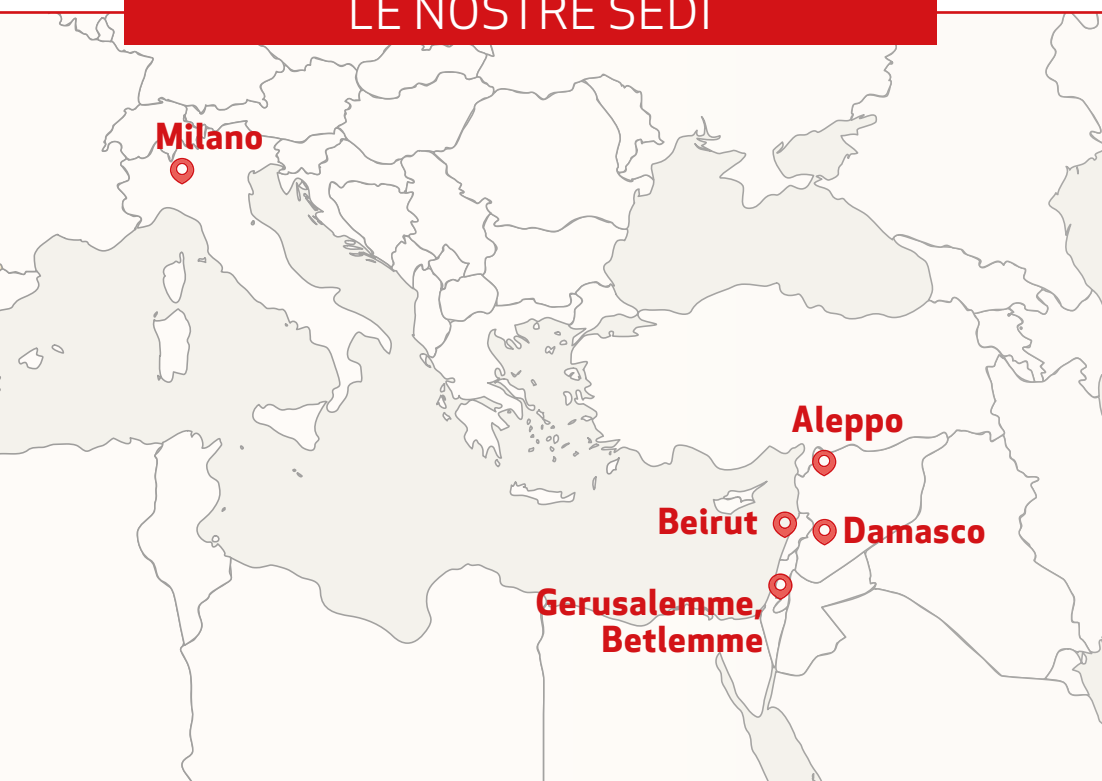 LE NOSTRE SEDI
Milano
Aleppo
Beirut
Damasco
Gerusalemme,
Betlemme